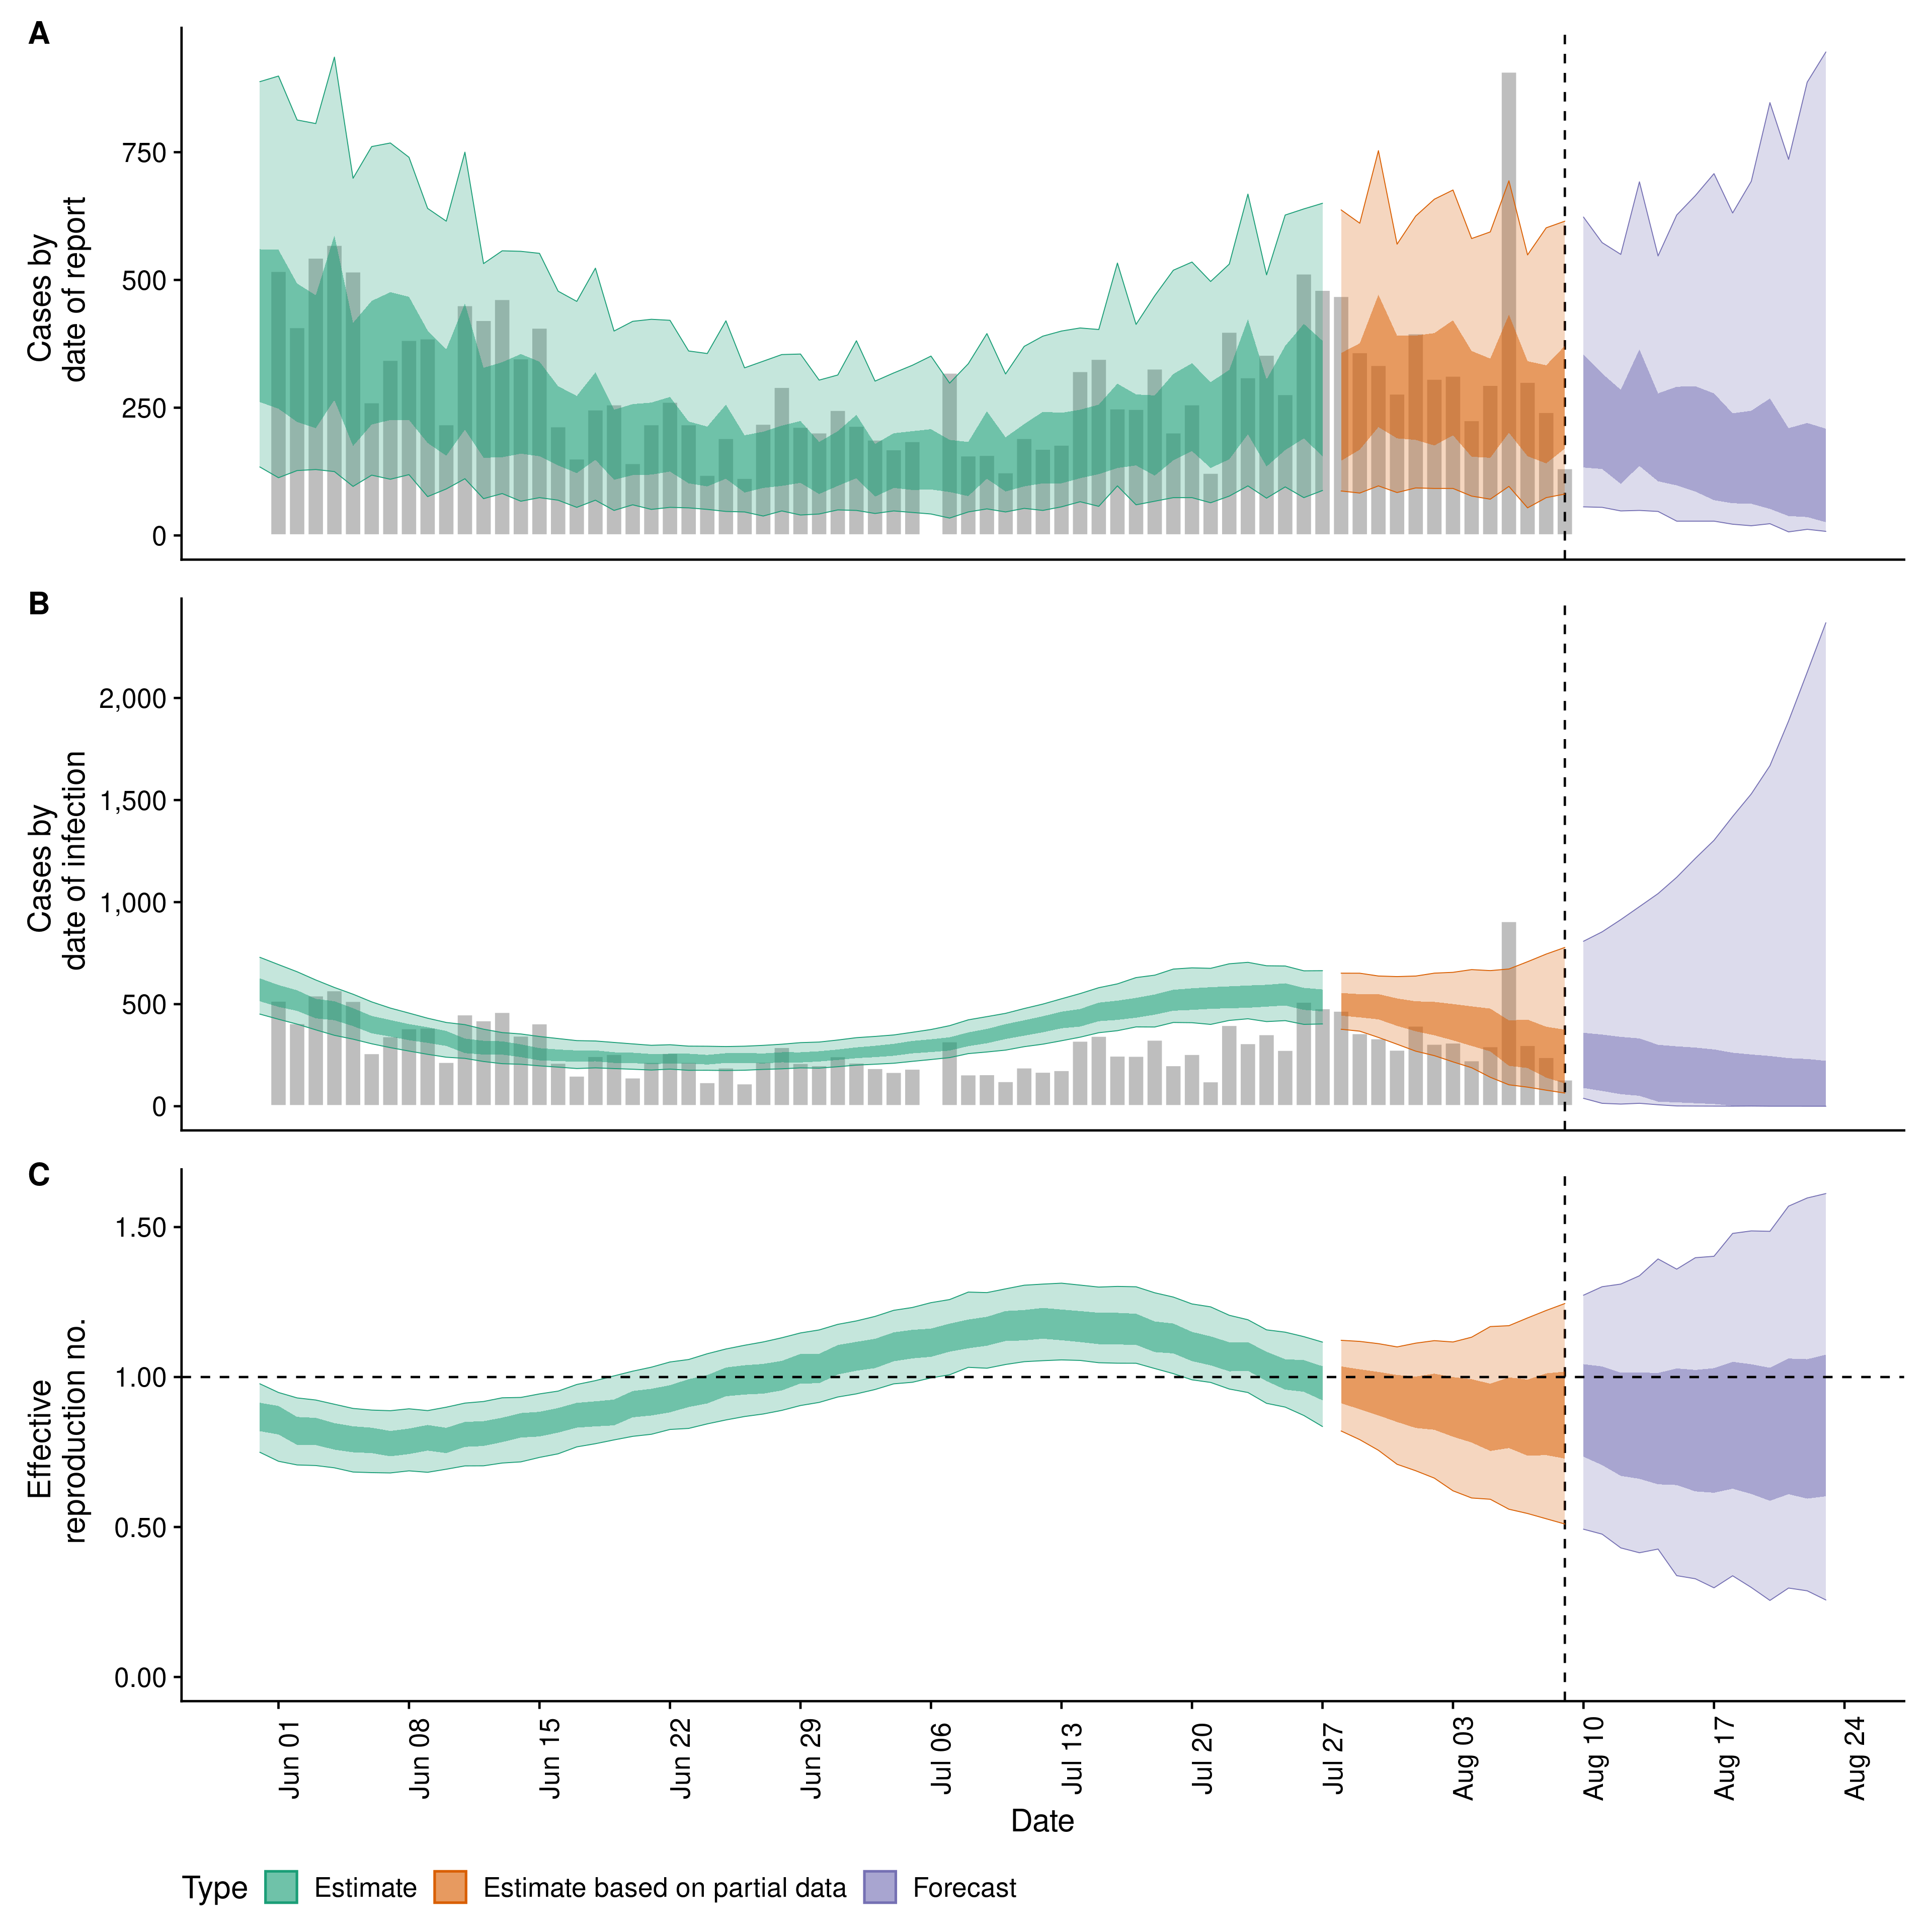 A
750
500
250
0
Cases by
date of report
B
2,000
1,500
1,000
500
0
Cases by
date of infection
C
1.50
1.00
0.50
0.00
Effective
reproduction no.
Jun 01
Jun 08
Jun 15
Jun 22
Jun 29
Jul 06
Jul 13
Jul 20
Jul 27
Aug 03
Aug 10
Aug 17
Aug 24
Date
Type Estimate Estimate based on partial data Forecast